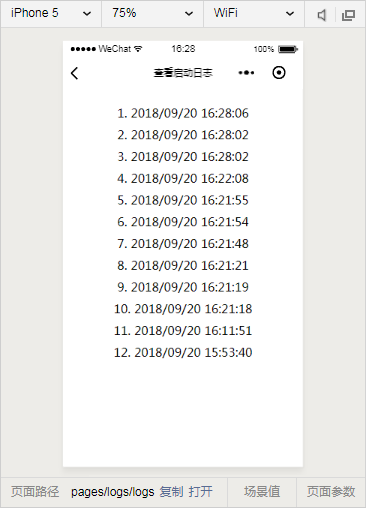 iPhone 5 75% WiFi
WeChat 16:28 100%
查看启动日志
1. 2018/09/20 16:28:06
2. 2018/09/20 16:28:02
3. 2018/09/20 16:28:02
4. 2018/09/20 16:22:08
5. 2018/09/20 16:21:55
6. 2018/09/20 16:21:54
7. 2018/09/20 16:21:48
8. 2018/09/20 16:21:21
9. 2018/09/20 16:21:19
10. 2018/09/20 16:21:18
11. 2018/09/20 16:11:51
12. 2018/09/20 15:53:40
页面路径 pages/logs/logs 复制 打开 场景值 页面参数